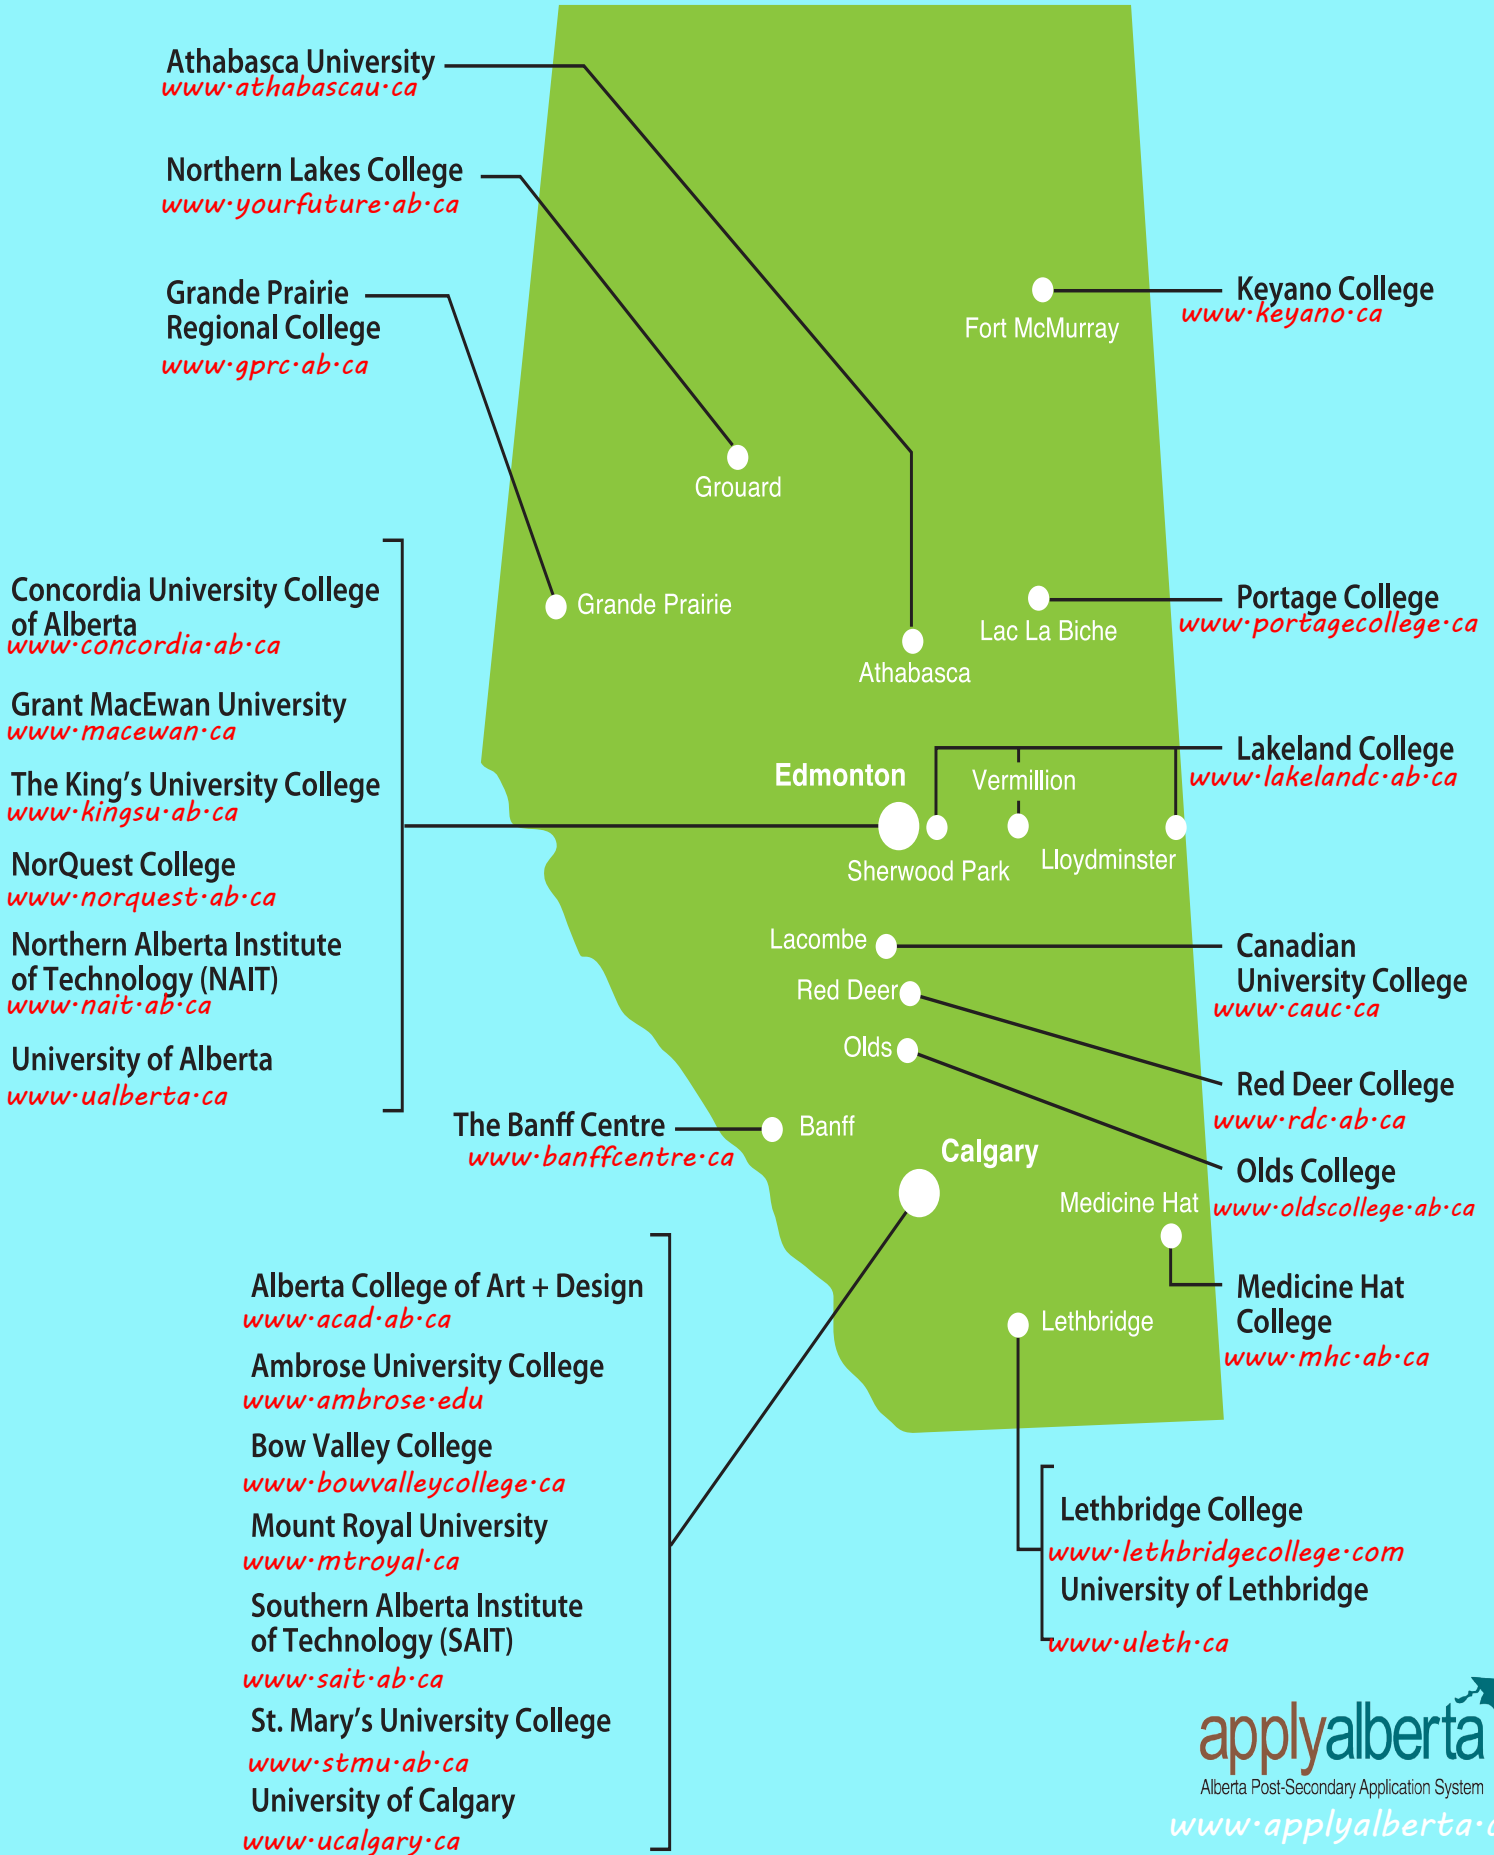 Athabasca University
www.athabascau.ca
Northern Lakes College
www.yourfuture.ab.ca
Grande Prairie
Regional College
www.gprc.ab.ca
Keyano College
www.keyano.ca
Fort McMurray
Grouard
Grande Prairie
Concordia University College
of Alberta
www.concordia.ab.ca
Grant MacEwan University
www.macewan.ca
The King's University College
www.kingsu.ab.ca
NorQuest College
www.norquest.ab.ca
Northern Alberta Institute
of Technology (NAIT)
www.nait.ab.ca
University of Alberta
www.ualberta.ca
Lac La Biche
Athabasca
Portage College
www.portagecollege.ca
Edmonton
Vermillion
Sherwood Park
Lloydminster
Lakeland College
www.lakelandc.ab.ca
Lacombe
Canadian
University College
www.cauc.ca
Red Deer
Red Deer College
www.rdc.ab.ca
Olds
Olds College
www.oldscollege.ab.ca
The Banff Centre
www.banffcentre.ca
Banff
Calgary
Medicine Hat
Medicine Hat
College
www.mhc.ab.ca
Lethbridge
Alberta College of Art + Design
www.acad.ab.ca
Ambrose University College
www.ambrose.edu
Bow Valley College
www.bowvalleycollege.ca
Mount Royal University
www.mtroyal.ca
Southern Alberta Institute
of Technology (SAIT)
www.sait.ab.ca
St. Mary's University College
www.stmu.ab.ca
University of Calgary
www.ucalgary.ca
Lethbridge College
www.lethbridgecollege.com
University of Lethbridge
www.uleth.ca
applyalberta
Alberta Post-Secondary Application System
www.applyalberta.c